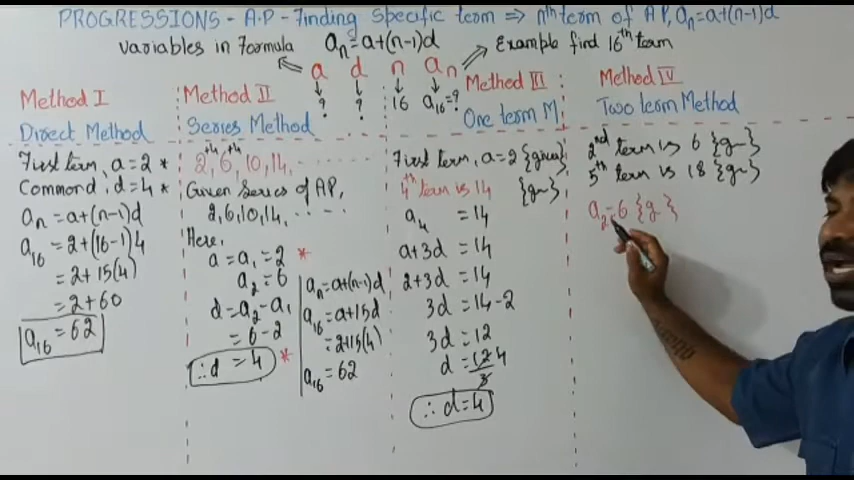 PROGRESSIONS - A.P - Finding Specific term ⇒ nth term of AP, an = a+(n-1)d
variables in Formula an = a+(n-1)d Example find 16th term
a d n an
? ? 16 a16 = ?
Method I
Direct Method
First term, a = 2 *
Commond, d = 4 *
an = a+(n-1)d
a16 = 2+(16-1)4
= 2+15(4)
= 2+60
a16 = 62
Method II
Series Method
+4 +4
2, 6, 10, 14, ........
Given Series of AP,
2, 6, 10, 14, ....
Here,
a = a1 = 2 *
a2 = 6
d = a2 - a1
= 6 - 2
∴ d = 4 *
an = a+(n-1)d
a16 = a+15d
= 2+15(4)
a16 = 62
Method III
One term M
First term, a = 2 {given}
4th term is 14 {g~}
a4 = 14
a+3d = 14
2+3d = 14
3d = 14-2
3d = 12
d = 12 4
3
∴ d = 4
Method IV
Two term Method
2nd term is 6 {g~}
5th term is 18 {g~}
a2 = 6 {g~}